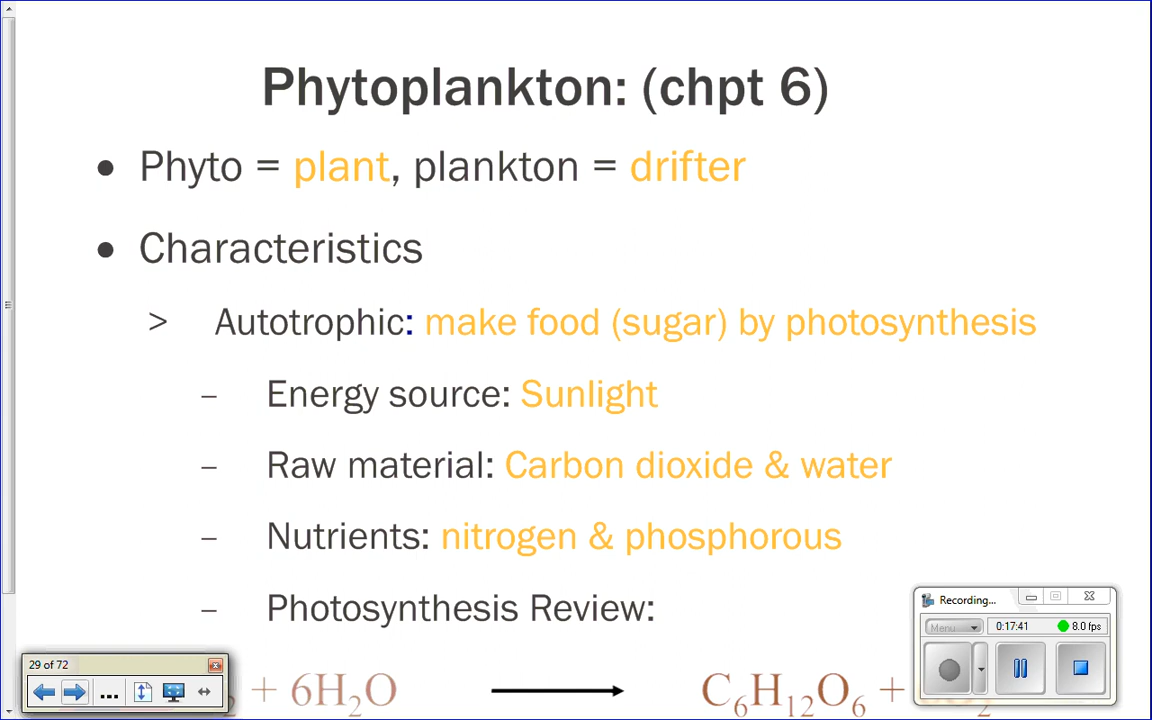 Phytoplankton: (chpt 6)
● Phyto = plant, plankton = drifter
● Characteristics
> Autotrophic: make food (sugar) by photosynthesis
– Energy source: Sunlight
– Raw material: Carbon dioxide & water
– Nutrients: nitrogen & phosphorous
– Photosynthesis Review:
Recording...
Menu
0:17:41
8.0 fps
29 of 72
...
₂ + 6H₂O → C₆H₁₂O₆ +